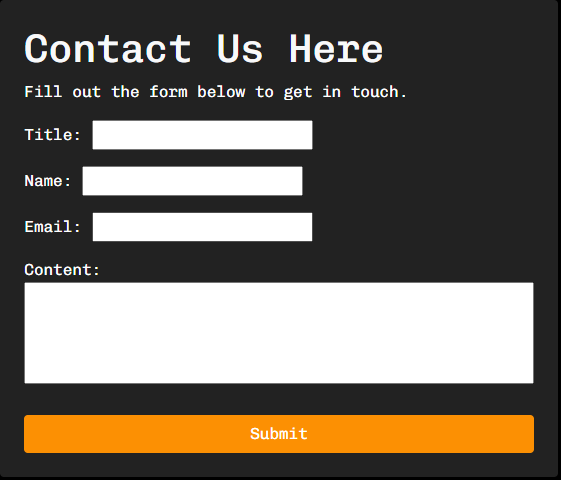 Contact Us Here
Fill out the form below to get in touch.
Title:
Name:
Email:
Content:
Submit